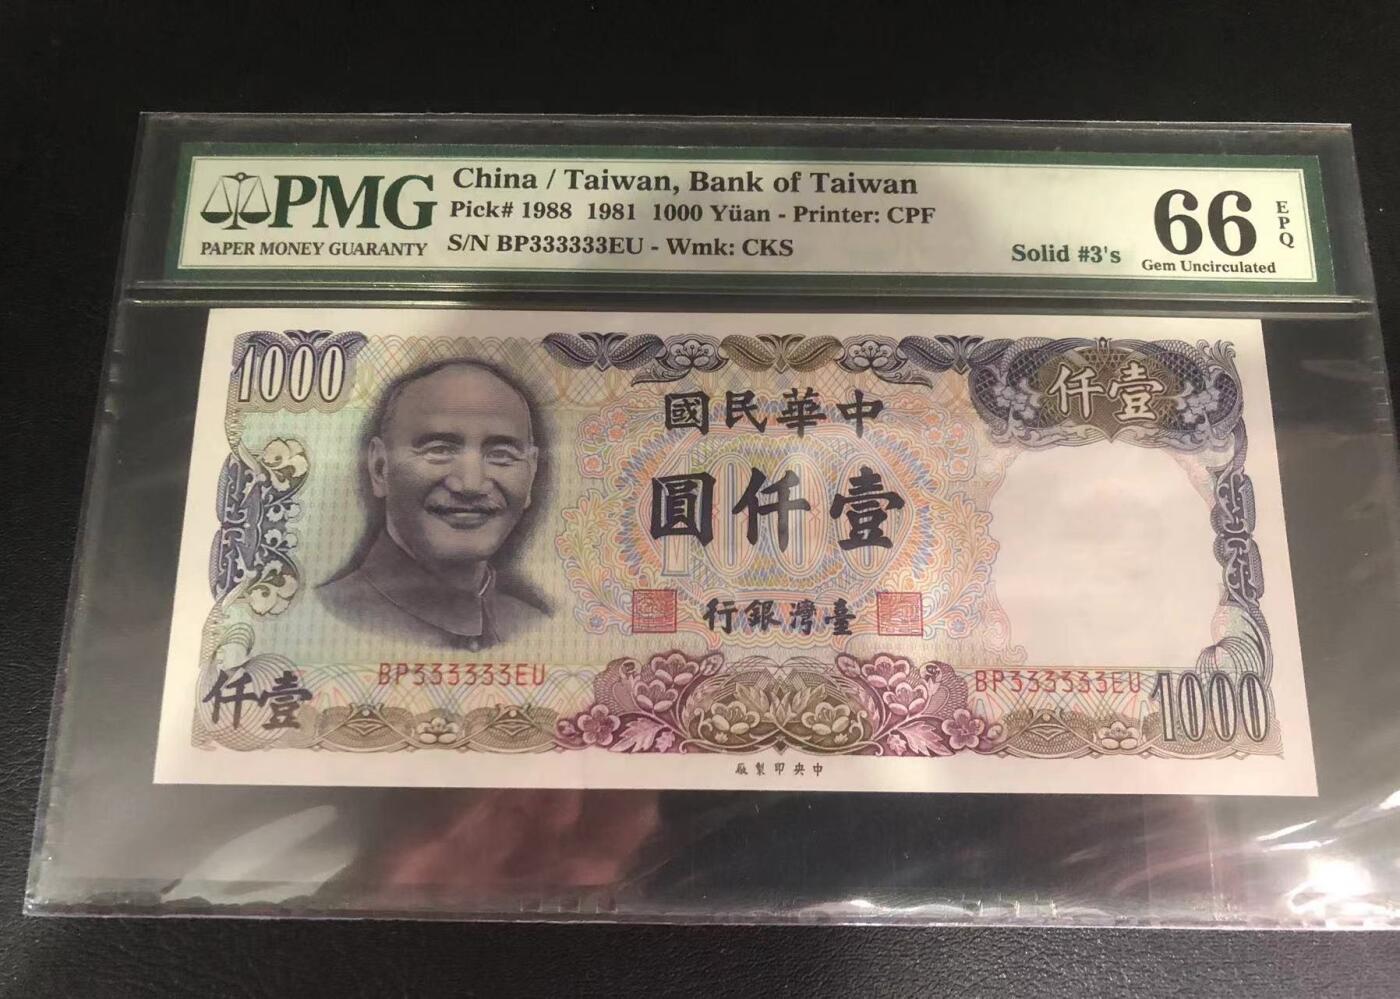 PMG
PAPER MONEY GUARANTY
China / Taiwan, Bank of Taiwan
Pick# 1988 1981 1000 Yüan - Printer: CPF
S/N BP333333EU - Wmk: CKS
Solid #3's
66
EPQ
Gem Uncirculated
1000
仟壹
國民華中
圓仟壹
1000
行銀灣臺
BP333333EU
BP333333EU
仟壹
1000
廠製印央中